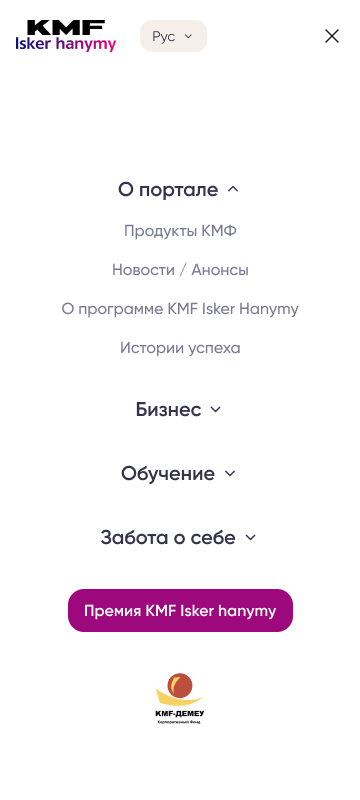 KMF
Isker hanymy
Рус
О портале
Продукты КМФ
Новости / Анонсы
О программе KMF Isker Hanymy
Истории успеха
Бизнес
Обучение
Забота о себе
Премия KMF Isker hanymy
KMF-ДЕМЕУ
Корпоративный Фонд